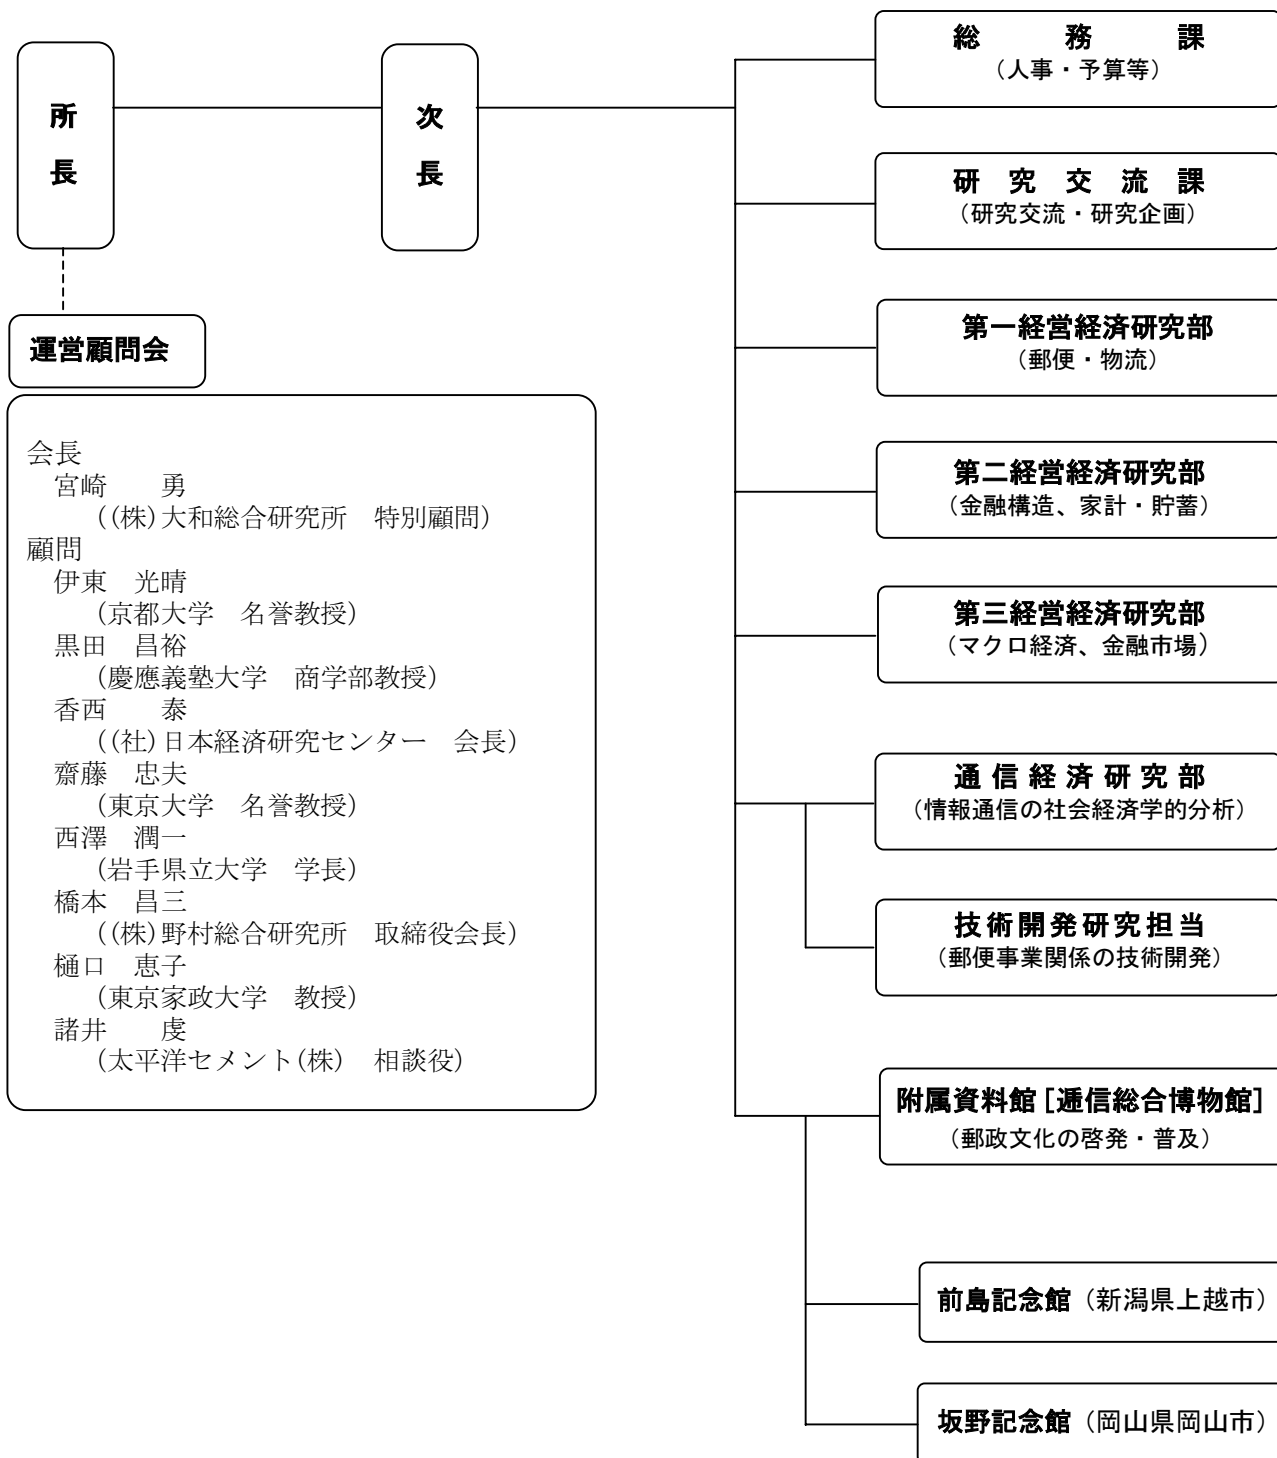 所長
次長
運営顧問会
会長
宮崎　　勇
((株)大和総合研究所　特別顧問)
顧問
伊東　光晴
(京都大学　名誉教授)
黒田　昌裕
(慶應義塾大学　商学部教授)
香西　　泰
((社)日本経済研究センター　会長)
齋藤　忠夫
(東京大学　名誉教授)
西澤　潤一
(岩手県立大学　学長)
橋本　昌三
((株)野村総合研究所　取締役会長)
樋口　恵子
(東京家政大学　教授)
諸井　　虔
(太平洋セメント(株)　相談役)
総　務　課
（人事・予算等）
研　究　交　流　課
（研究交流・研究企画）
第一経営経済研究部
（郵便・物流）
第二経営経済研究部
（金融構造、家計・貯蓄）
第三経営経済研究部
（マクロ経済、金融市場）
通信経済研究部
（情報通信の社会経済学的分析）
技術開発研究担当
（郵便事業関係の技術開発）
附属資料館［逓信総合博物館］
（郵政文化の啓発・普及）
前島記念館（新潟県上越市）
坂野記念館（岡山県岡山市）